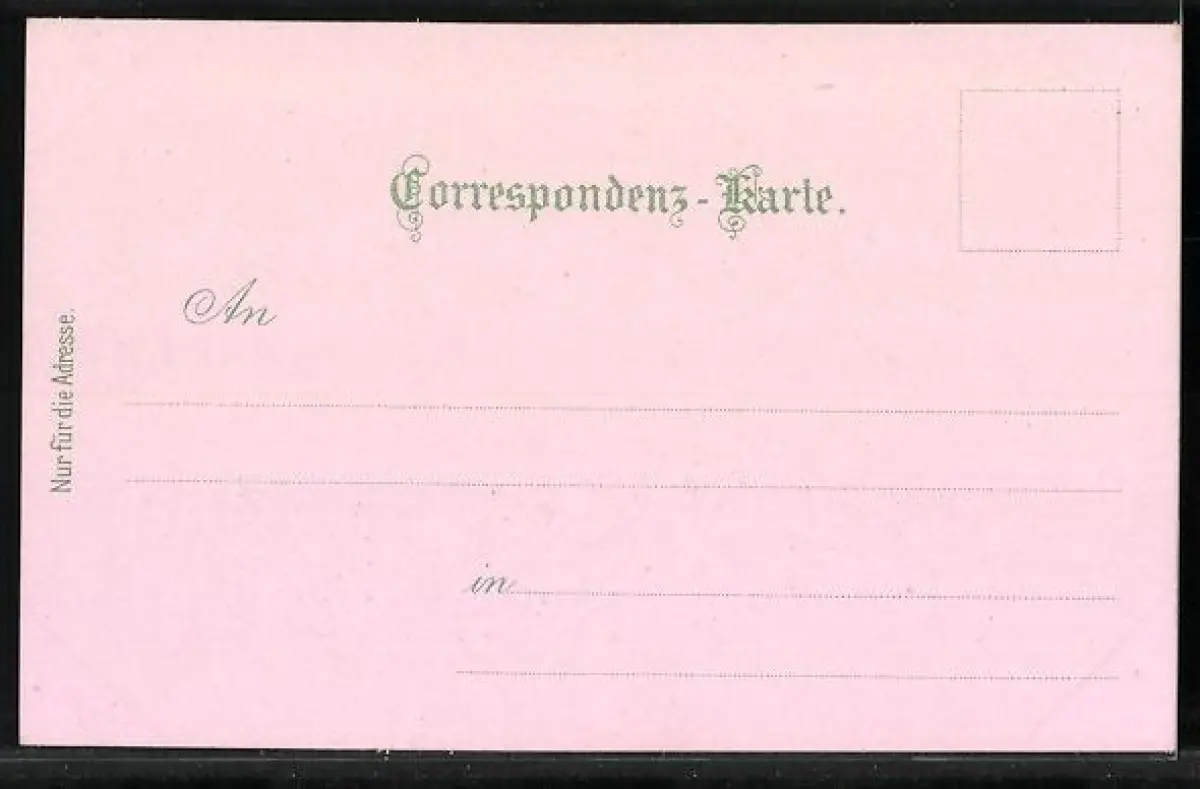 Correspondenz-Karte.
An
Nur für die Adresse.
in